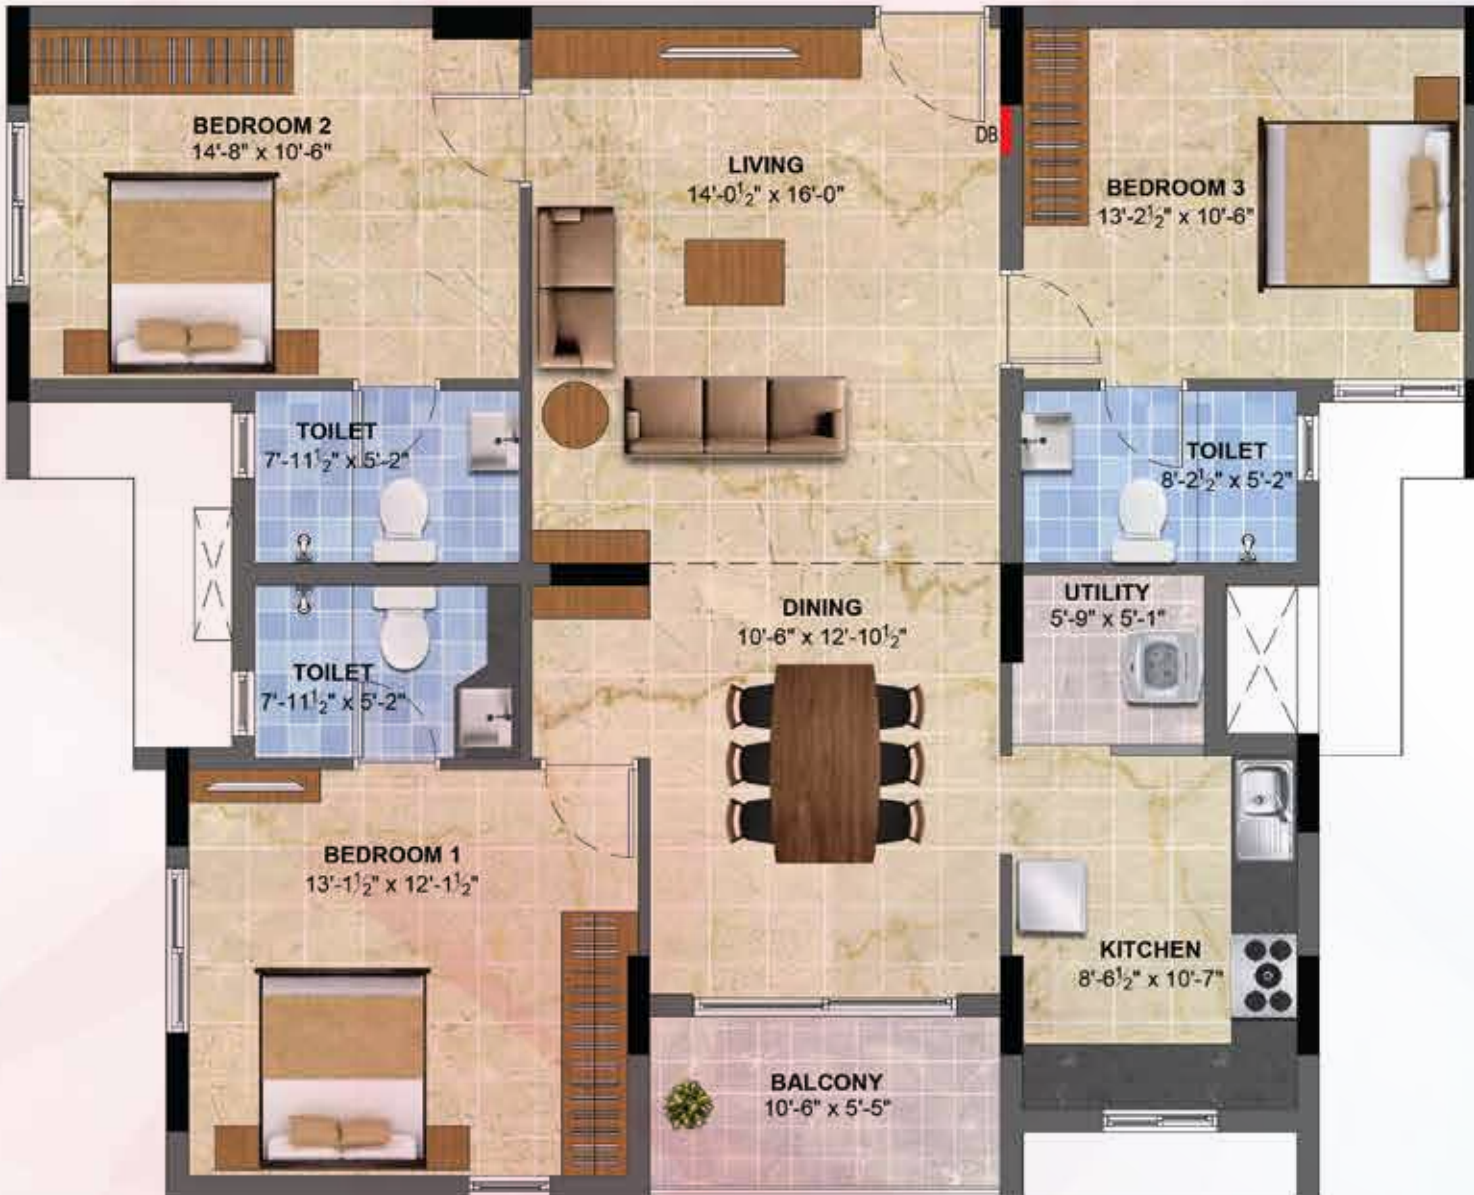 BEDROOM 2
14'-8" x 10'-6"
LIVING
14'-0½" x 16'-0"
DB
BEDROOM 3
13'-2½" x 10'-6"
TOILET
7'-11½" x 5'-2"
TOILET
8'-2½" x 5'-2"
DINING
10'-6" x 12'-10½"
UTILITY
5'-9" x 5'-1"
TOILET
7'-11½" x 5'-2"
BEDROOM 1
13'-1½" x 12'-1½"
KITCHEN
8'-6½" x 10'-7"
BALCONY
10'-6" x 5'-5"